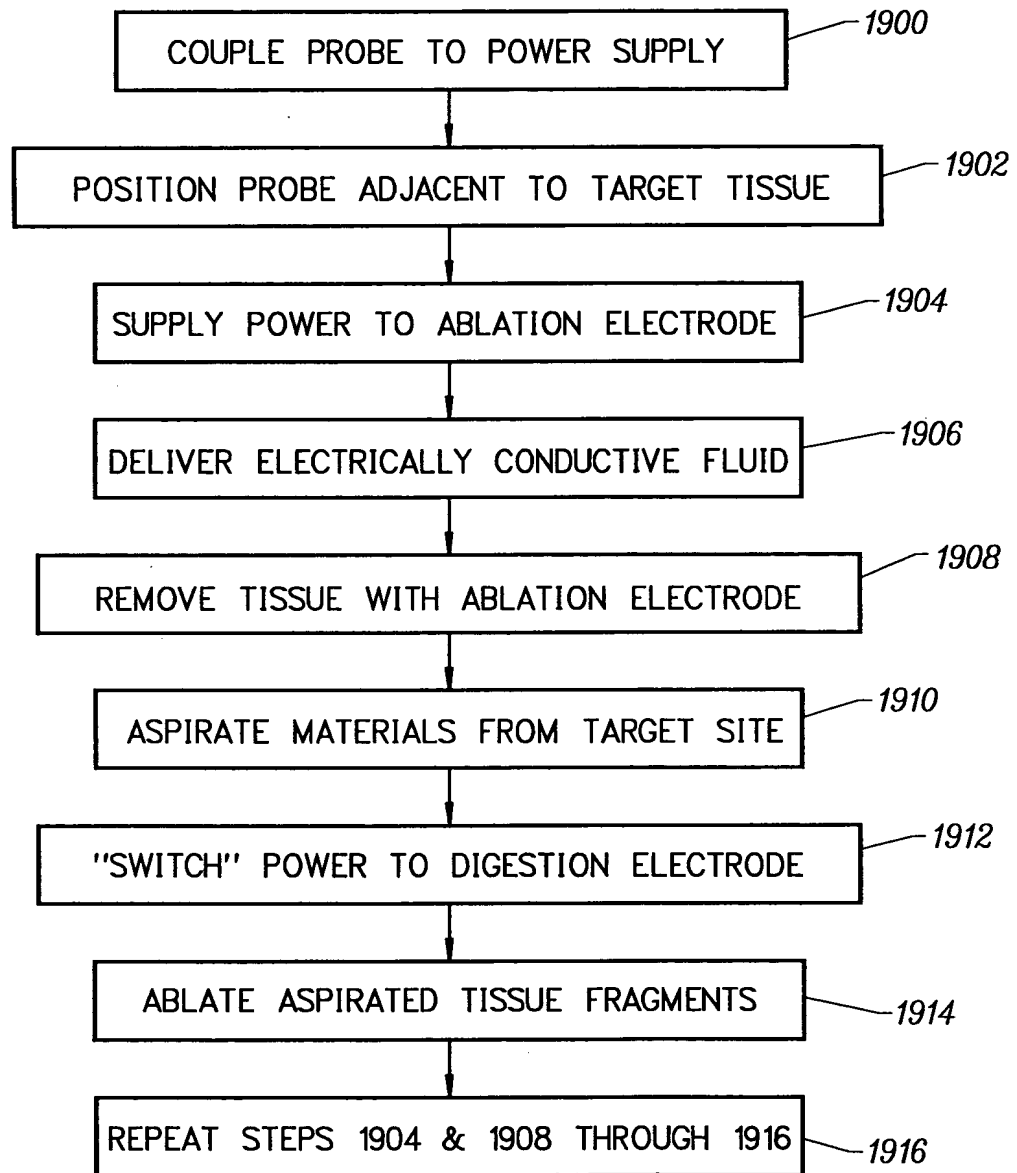 COUPLE PROBE TO POWER SUPPLY
1900
POSITION PROBE ADJACENT TO TARGET TISSUE
1902
SUPPLY POWER TO ABLATION ELECTRODE
1904
DELIVER ELECTRICALLY CONDUCTIVE FLUID
1906
REMOVE TISSUE WITH ABLATION ELECTRODE
1908
ASPIRATE MATERIALS FROM TARGET SITE
1910
"SWITCH" POWER TO DIGESTION ELECTRODE
1912
ABLATE ASPIRATED TISSUE FRAGMENTS
1914
REPEAT STEPS 1904 & 1908 THROUGH 1916
1916